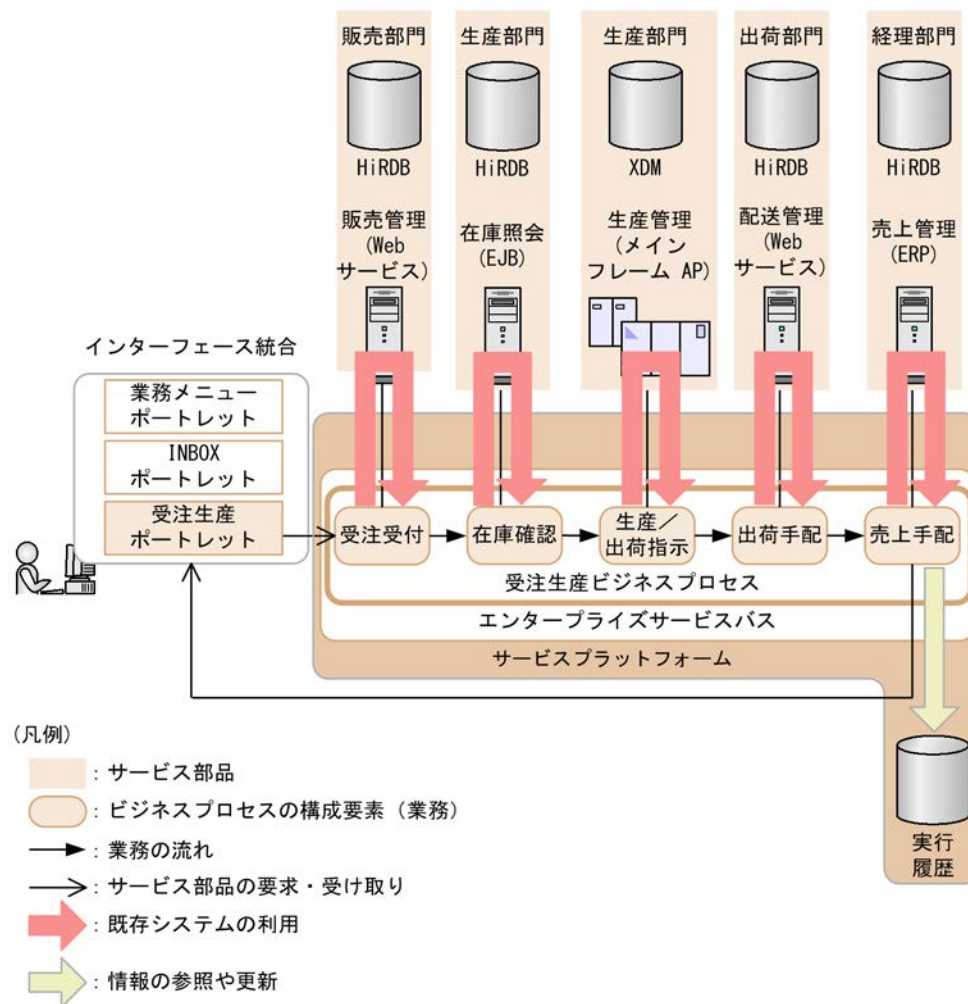 販売部門
生産部門
生産部門
出荷部門
経理部門
HiRDB
HiRDB
XDM
HiRDB
HiRDB
販売管理
(Web
サービス)
在庫照会
(EJB)
生産管理
(メイン
フレーム AP)
配送管理
(Web
サービス)
売上管理
(ERP)
インターフェース統合
業務メニュー
ポートレット
INBOX
ポートレット
受注生産
ポートレット
受注受付
在庫確認
生産/
出荷指示
出荷手配
売上手配
受注生産ビジネスプロセス
エンタープライズサービスバス
サービスプラットフォーム
実行
履歴
(凡例)
:サービス部品
:ビジネスプロセスの構成要素(業務)
:業務の流れ
:サービス部品の要求・受け取り
:既存システムの利用
:情報の参照や更新